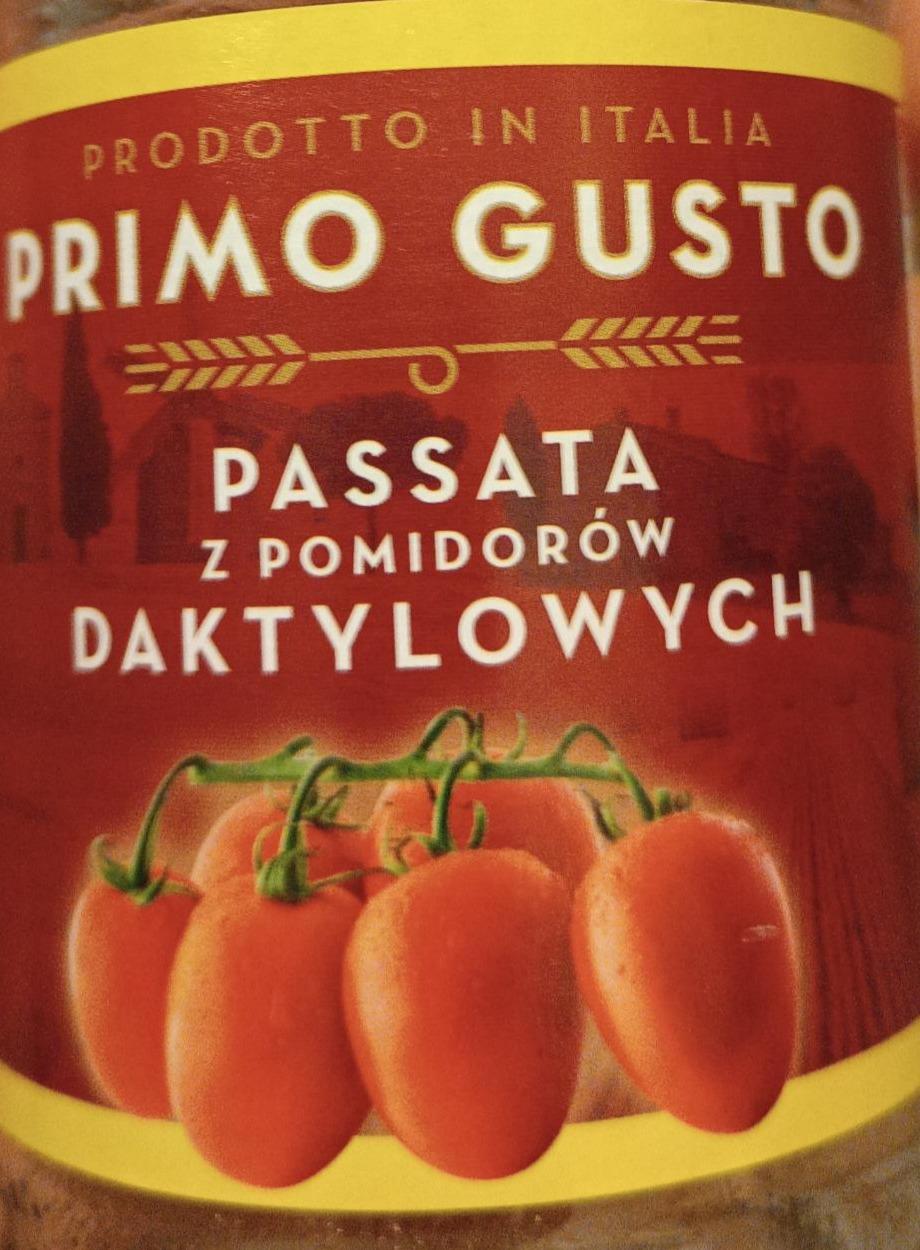 PRODOTTO IN ITALIA
PRIMO GUSTO
PASSATA
Z POMIDORÓW
DAKTYLOWYCH